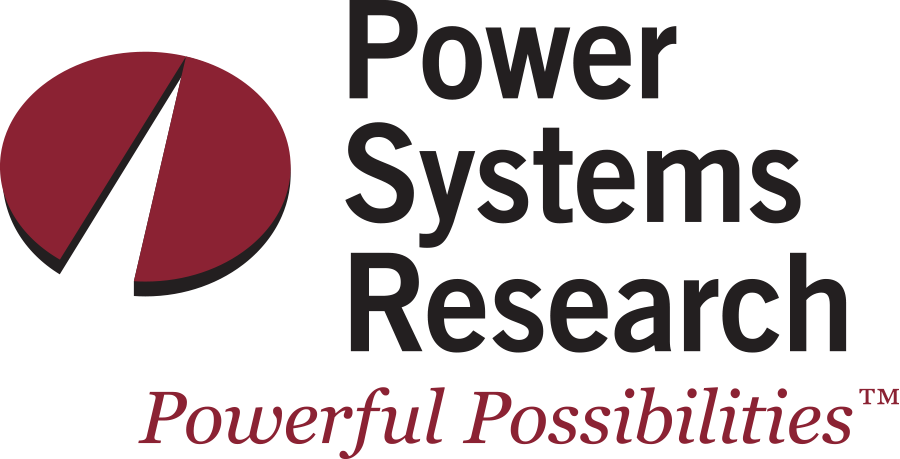 Power
Systems
Research
Powerful Possibilities™